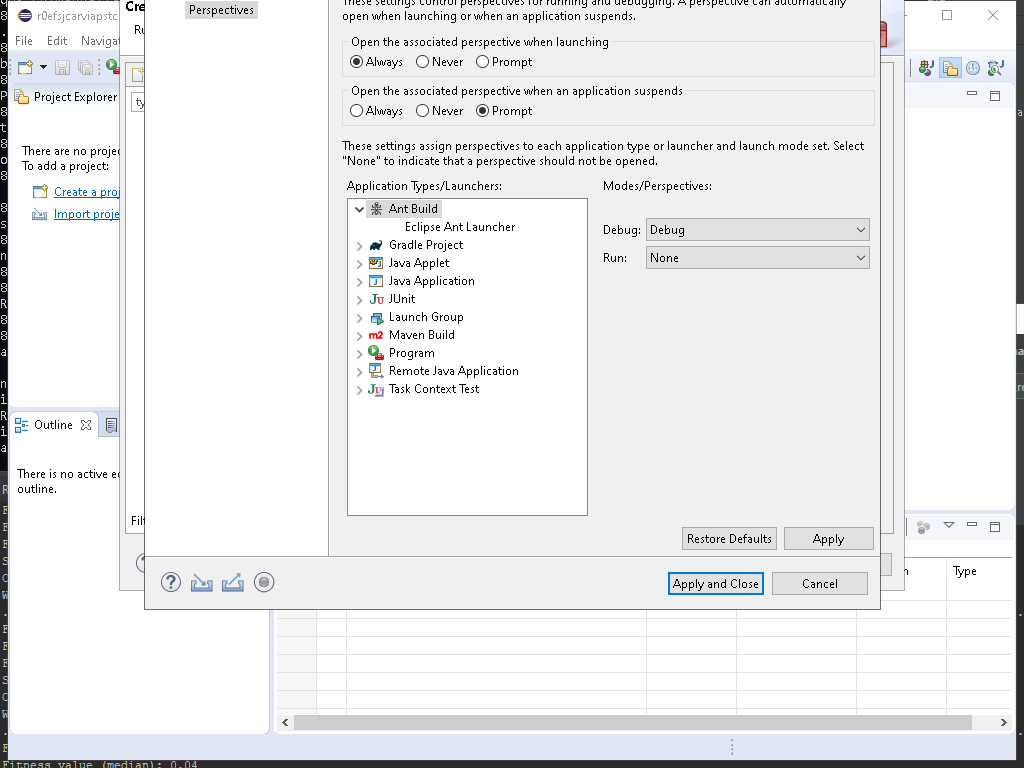 Perspectives
These settings control perspectives for running and debugging. A perspective can automatically
open when launching or when an application suspends.
Open the associated perspective when launching
Always Never Prompt
Open the associated perspective when an application suspends
Always Never Prompt
These settings assign perspectives to each application type or launcher and launch mode set. Select
"None" to indicate that a perspective should not be opened.
Application Types/Launchers:
Modes/Perspectives:
Ant Build
Eclipse Ant Launcher
Gradle Project
Java Applet
Java Application
JUnit
Launch Group
Maven Build
Program
Remote Java Application
Task Context Test
Debug: Debug
Run: None
Restore Defaults
Apply
Apply and Close
Cancel
r0efsjcarviapstc
File Edit Navigat
Project Explorer
There are no projec
To add a project:
Create a proj
Import proje
Outline
There is no active ed
outline.
Cre
Ru
ty
Filt
Type
Fitness value (median): 0.04